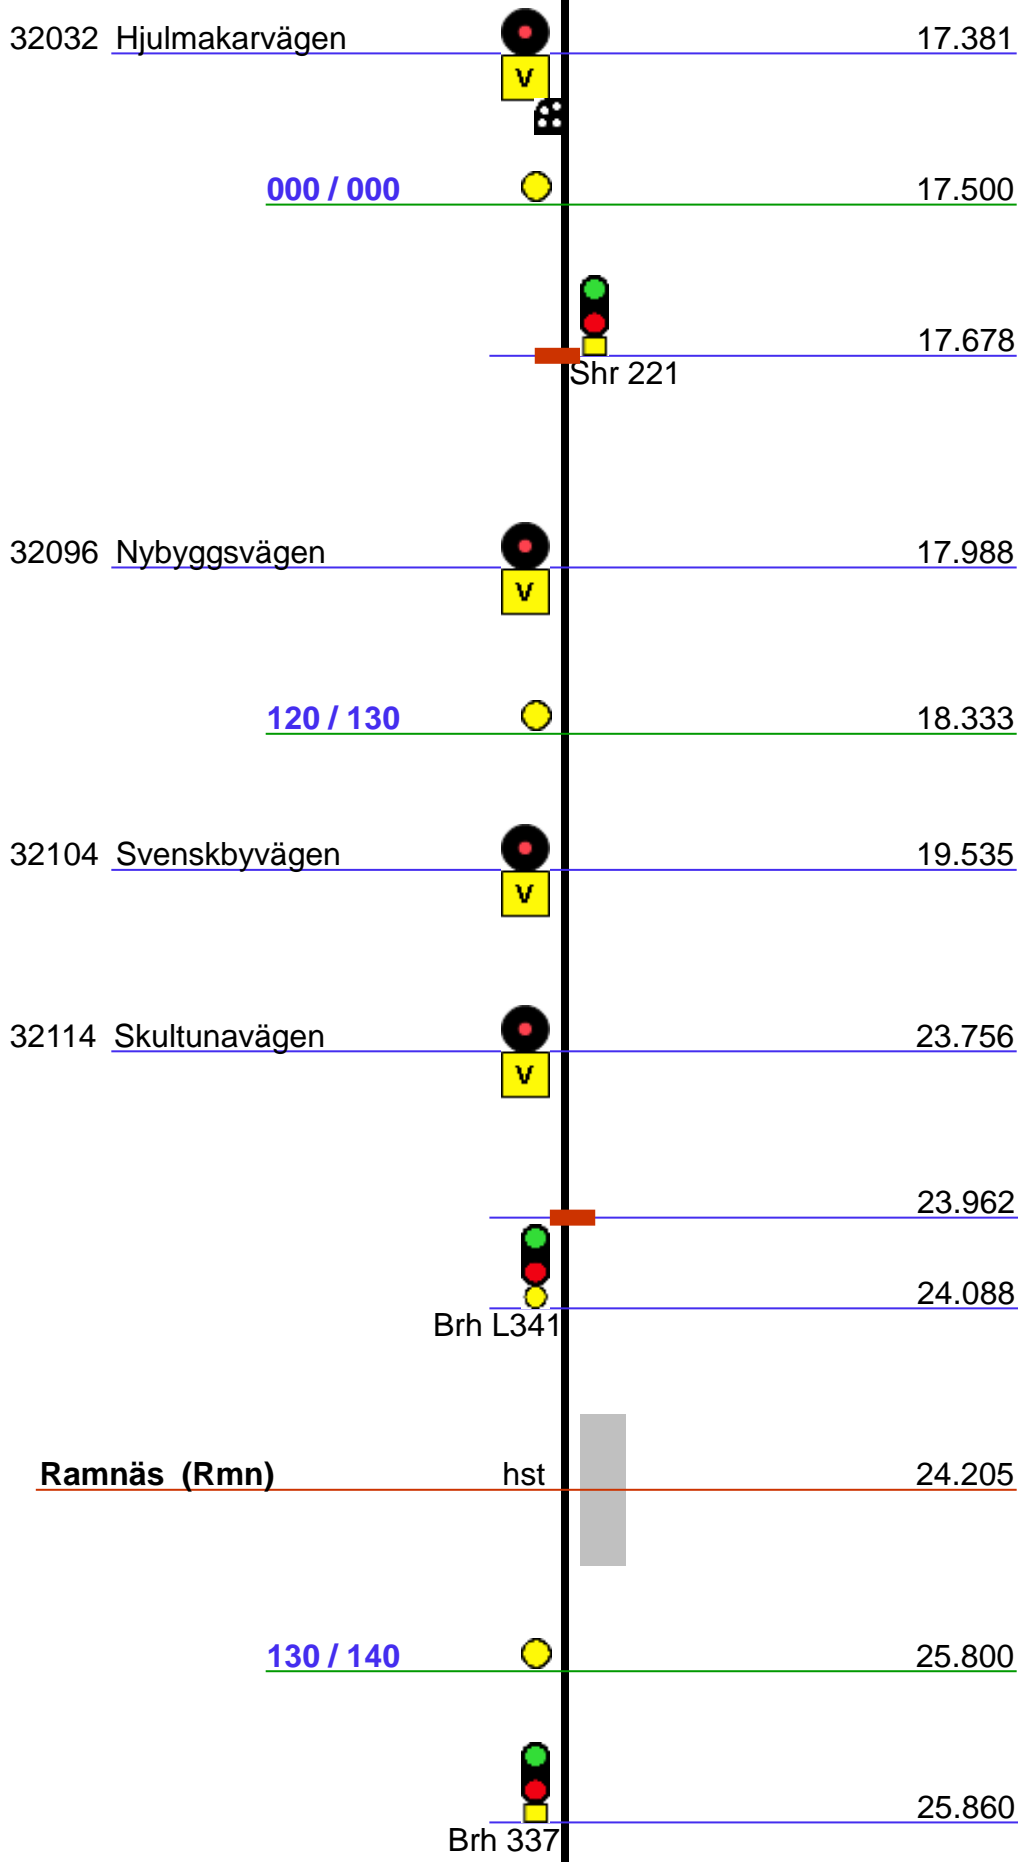 32032 Hjulmakarvägen 17.381
V
000 / 000 17.500
17.678
Shr 221
32096 Nybyggsvägen 17.988
V
120 / 130 18.333
32104 Svenskbyvägen 19.535
V
32114 Skultunavägen 23.756
V
23.962
24.088
Brh L341
Ramnäs (Rmn) hst 24.205
130 / 140 25.800
25.860
Brh 337